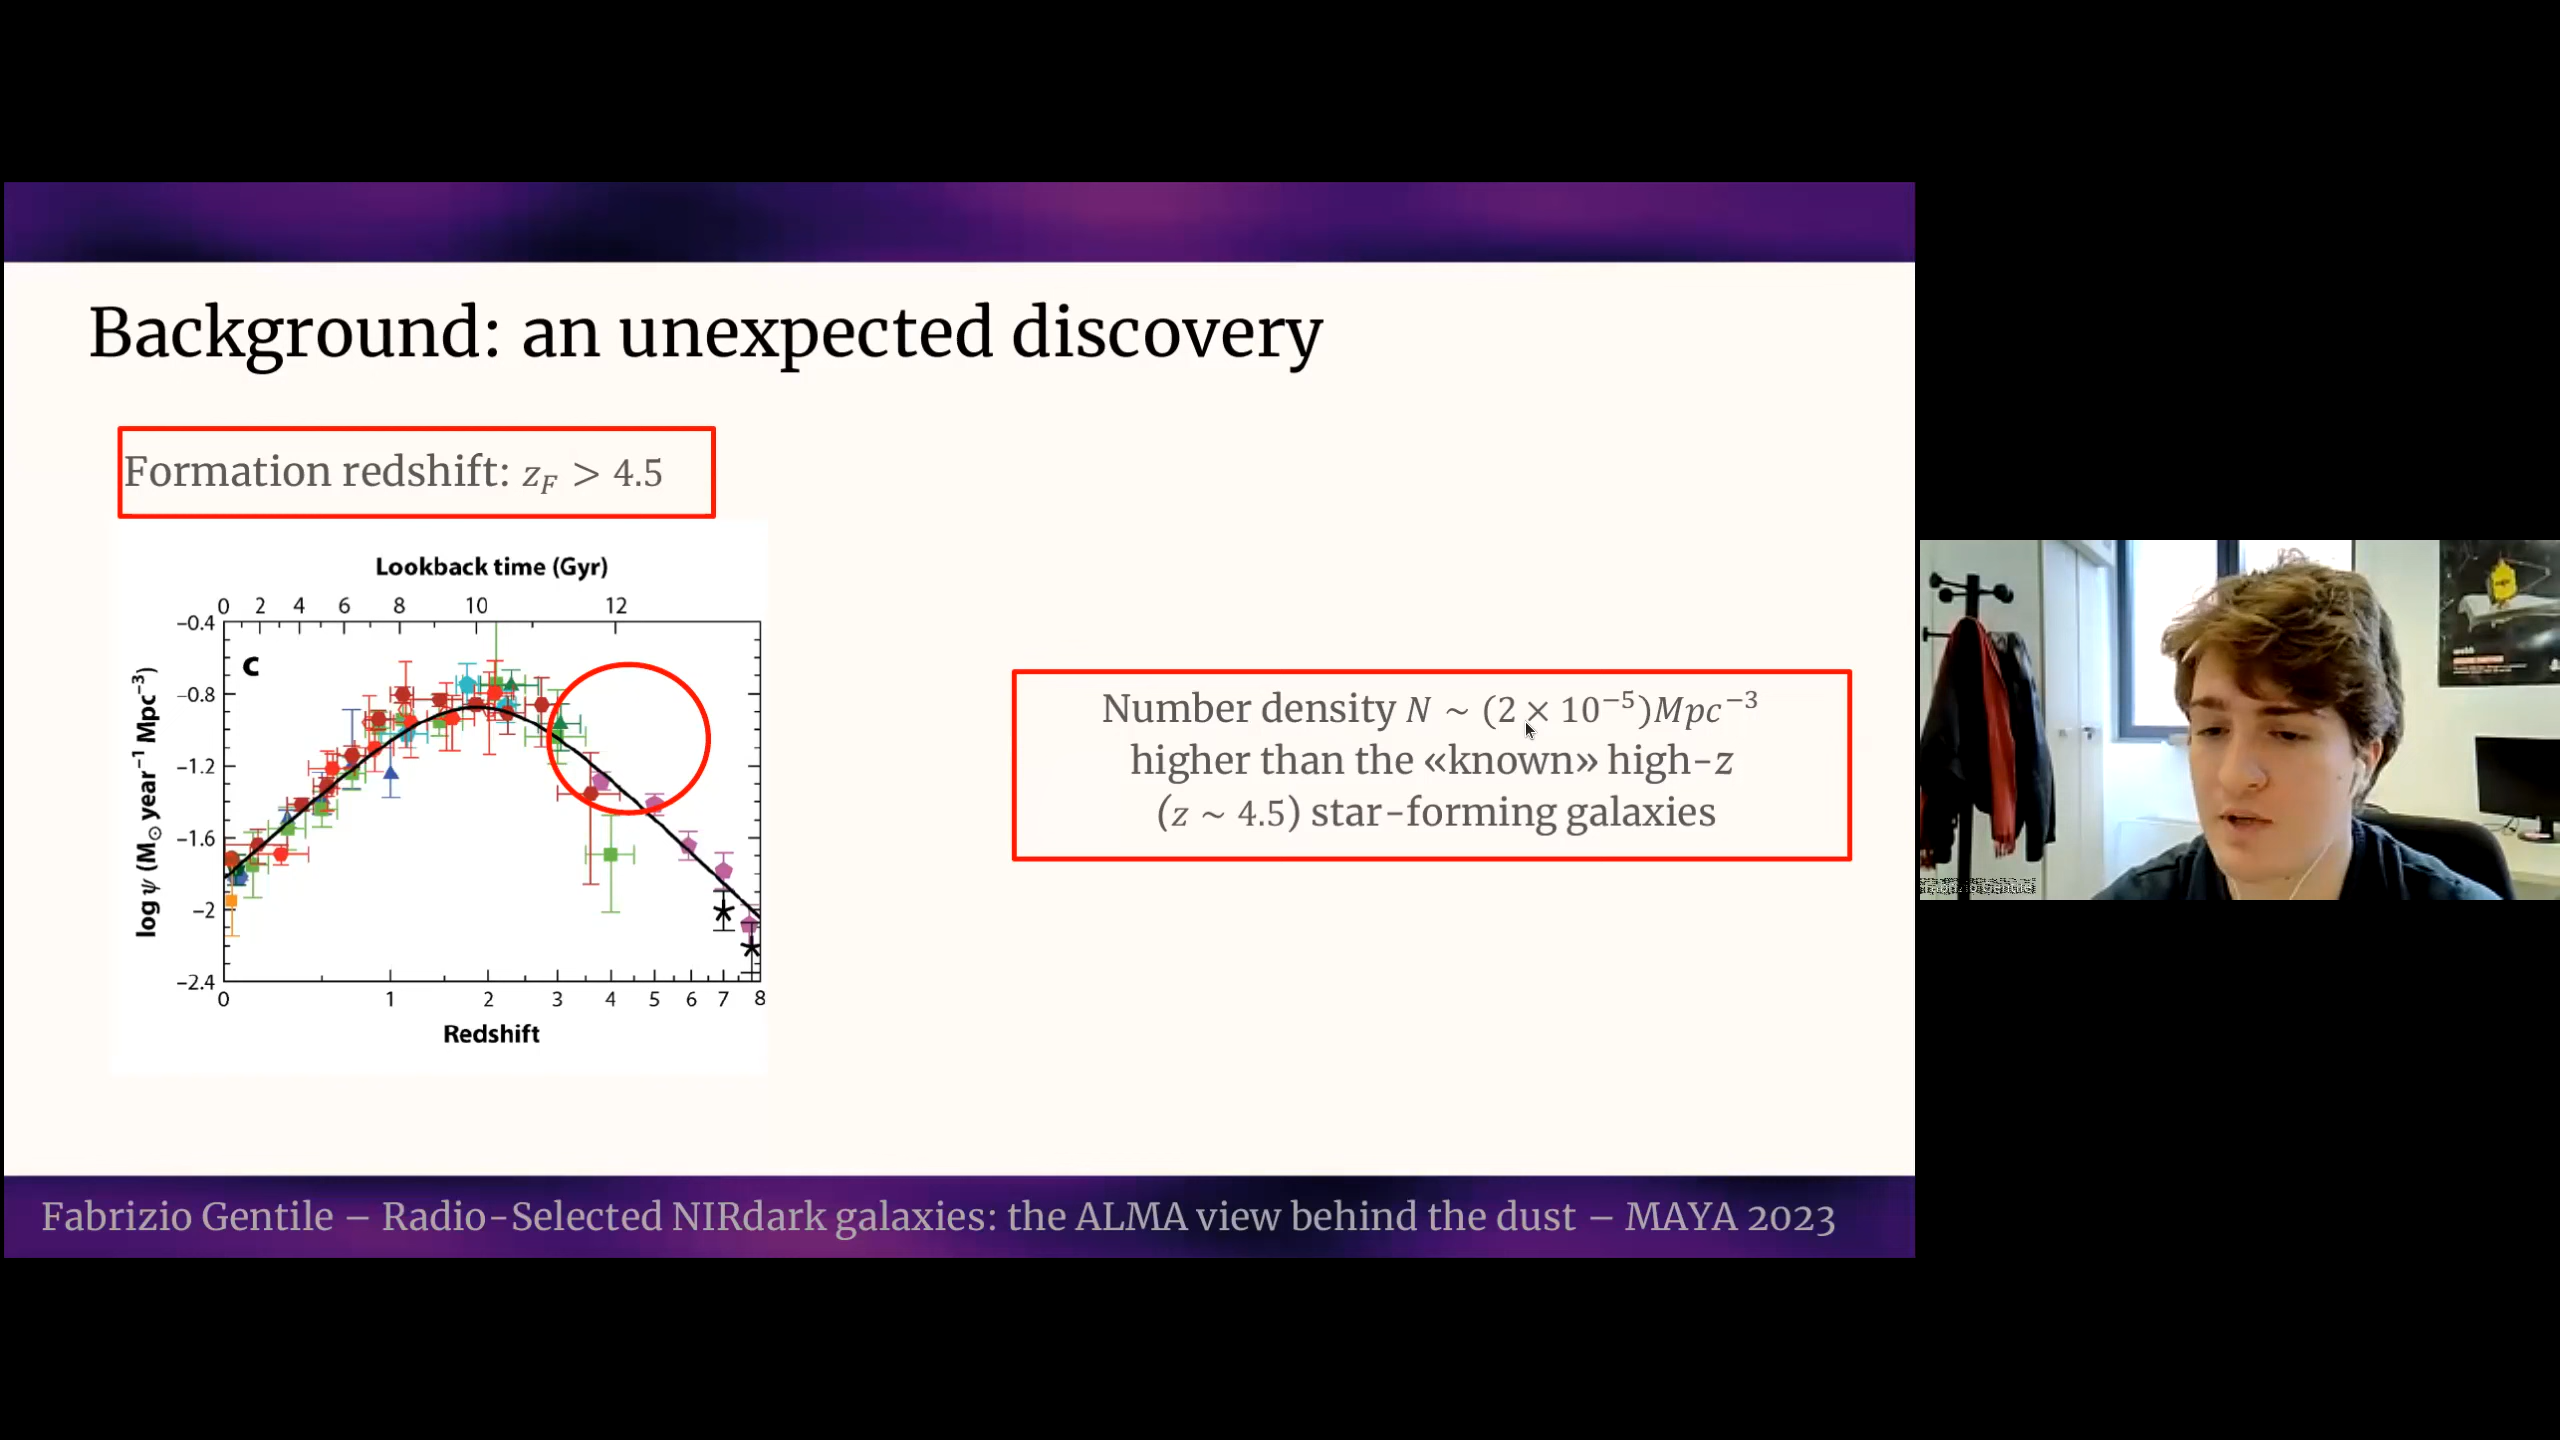 Background: an unexpected discovery
Formation redshift: z_F > 4.5
Lookback time (Gyr)
0 2 4 6 8 10 12
−0.4
−0.8
−1.2
−1.6
−2
−2.4
c
log ψ (M⊙ year⁻¹ Mpc⁻³)
0 1 2 3 4 5 6 7 8
Redshift
Number density N ~ (2 × 10⁻⁵)Mpc⁻³
higher than the «known» high-z
(z ~ 4.5) star-forming galaxies
Fabrizio Gentile
Fabrizio Gentile – Radio-Selected NIRdark galaxies: the ALMA view behind the dust – MAYA 2023